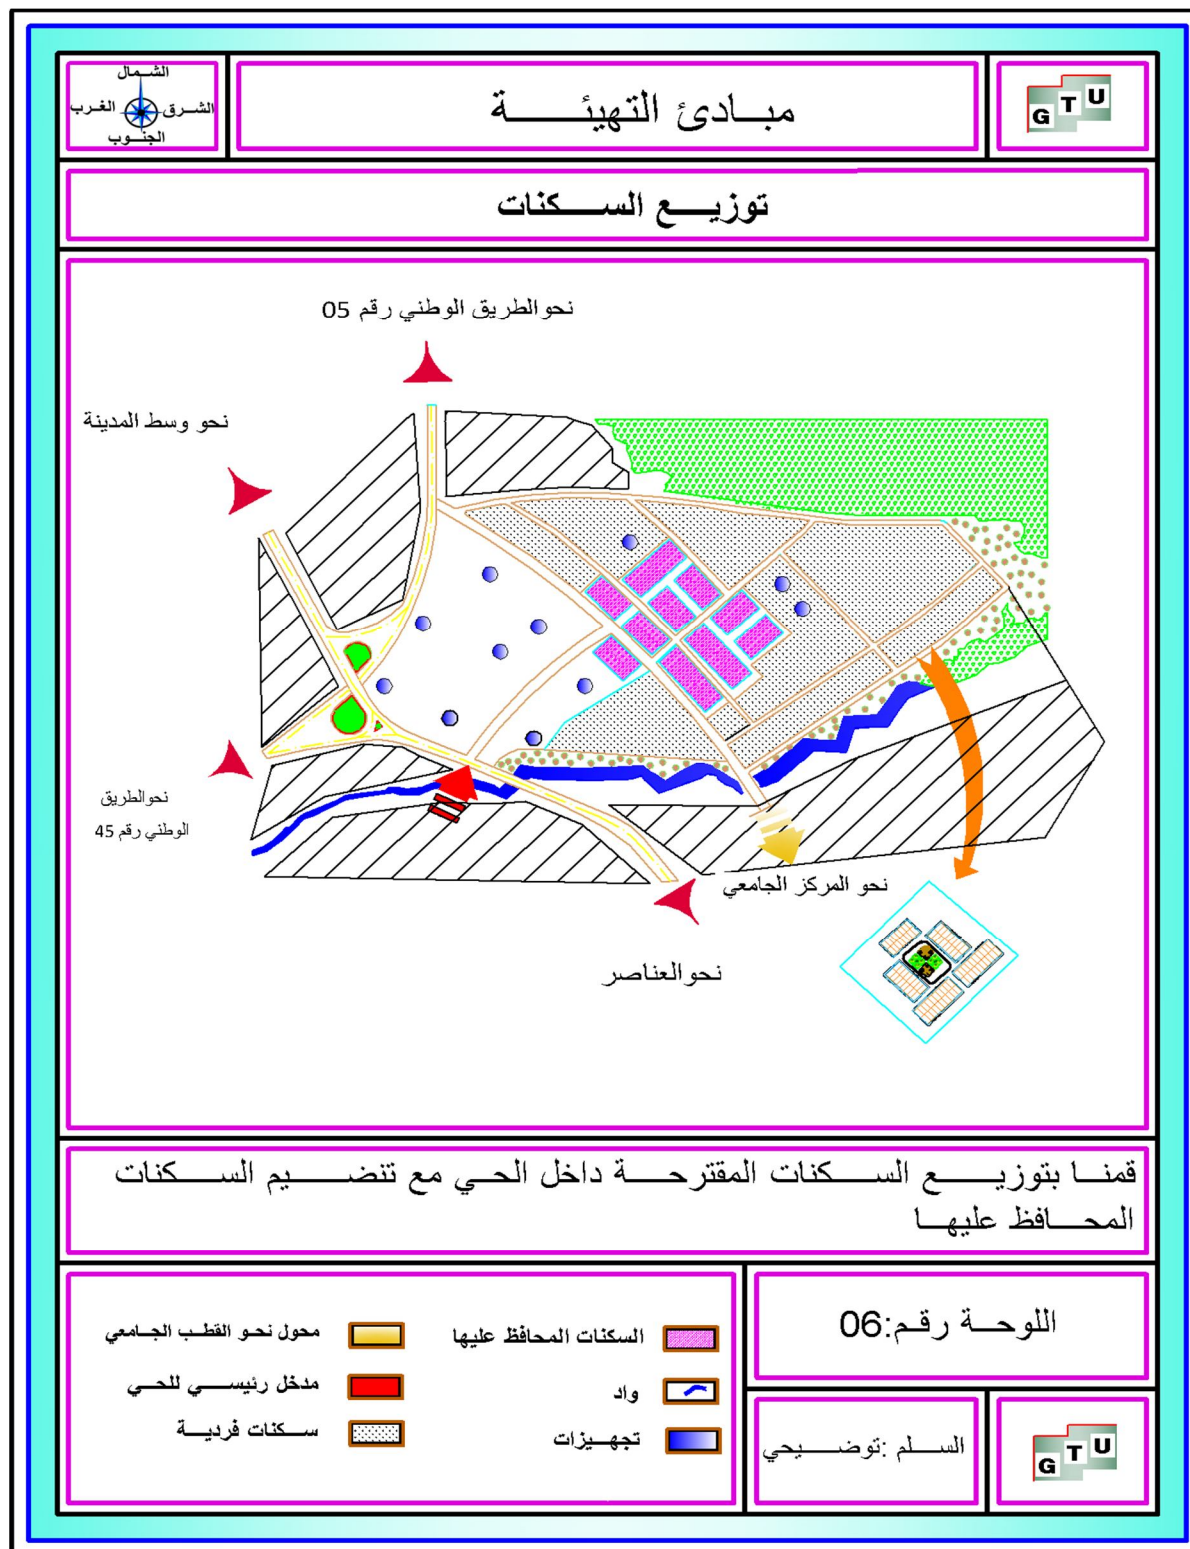 الشمال
الغرب
الشرق
الجنوب
مبادئ التهيئة
G T U
توزيع السكنات
نحو الطريق الوطني رقم 05
نحو وسط المدينة
نحو الطريق
الوطني رقم 45
نحو المركز الجامعي
نحو العناصر
قمنا بتوزيع السكنات المقترحة داخل الحي مع تنضيم السكنات
المحافظ عليها
السكنات المحافظ عليها
واد
تجهيزات
محول نحو القطب الجامعي
مدخل رئيسي للحي
سكنات فردية
اللوحة رقم:06
السلم :توضيحي
G T U